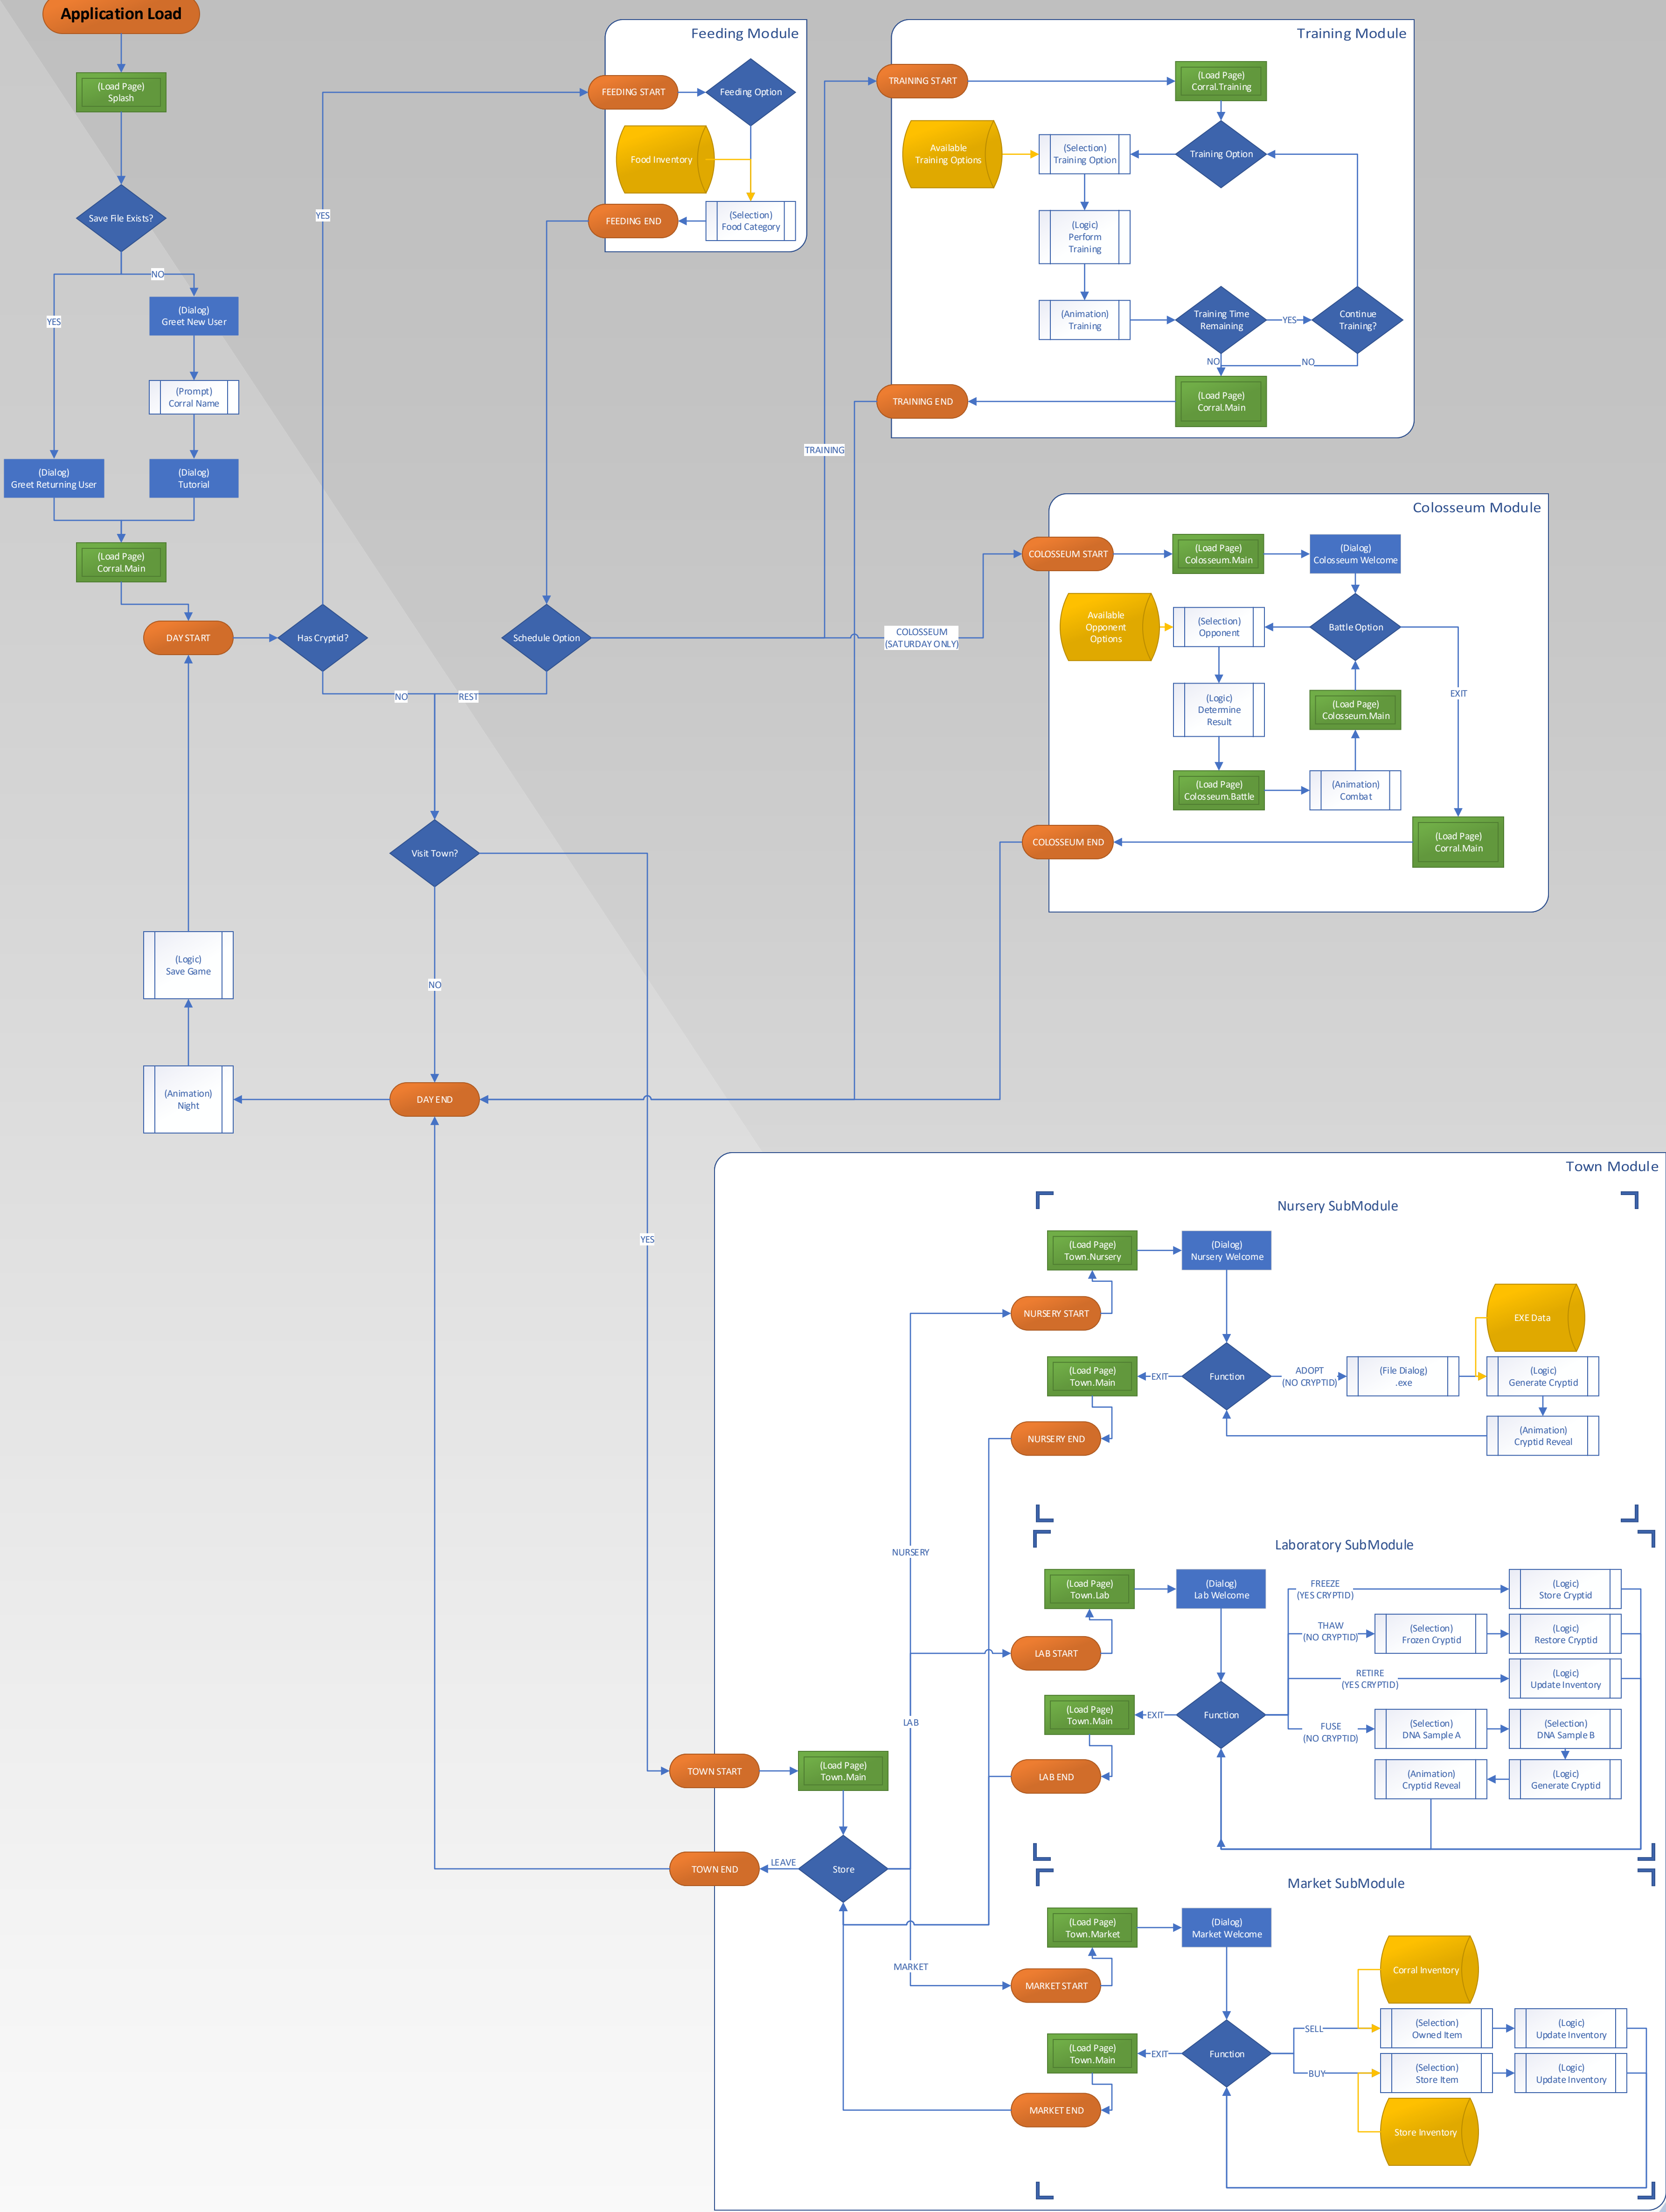 Application Load
(Load Page)
Splash
Save File Exists?
NO
YES
(Dialog)
Greet New User
(Prompt)
Corral Name
(Dialog)
Greet Returning User
(Dialog)
Tutorial
(Load Page)
Corral.Main
DAY START
Has Cryptid?
YES
NO
Feeding Module
FEEDING START
Feeding Option
Food Inventory
FEEDING END
(Selection)
Food Category
Schedule Option
REST
TRAINING
COLOSSEUM
(SATURDAY ONLY)
Training Module
TRAINING START
(Load Page)
Corral.Training
Available
Training Options
(Selection)
Training Option
Training Option
(Logic)
Perform
Training
(Animation)
Training
Training Time
Remaining
YES
Continue
Training?
NO
NO
TRAINING END
(Load Page)
Corral.Main
Colosseum Module
COLOSSEUM START
(Load Page)
Colosseum.Main
(Dialog)
Colosseum Welcome
Available
Opponent
Options
(Selection)
Opponent
Battle Option
(Logic)
Determine
Result
(Load Page)
Colosseum.Main
EXIT
(Load Page)
Colosseum.Battle
(Animation)
Combat
COLOSSEUM END
(Load Page)
Corral.Main
Visit Town?
NO
YES
(Logic)
Save Game
(Animation)
Night
DAY END
Town Module
TOWN START
(Load Page)
Town.Main
TOWN END
LEAVE
Store
NURSERY
LAB
MARKET
Nursery SubModule
(Load Page)
Town.Nursery
(Dialog)
Nursery Welcome
NURSERY START
EXE Data
(Load Page)
Town.Main
EXIT
Function
ADOPT
(NO CRYPTID)
(File Dialog)
.exe
(Logic)
Generate Cryptid
NURSERY END
(Animation)
Cryptid Reveal
Laboratory SubModule
(Load Page)
Town.Lab
(Dialog)
Lab Welcome
FREEZE
(YES CRYPTID)
(Logic)
Store Cryptid
LAB START
THAW
(NO CRYPTID)
(Selection)
Frozen Cryptid
(Logic)
Restore Cryptid
RETIRE
(YES CRYPTID)
(Logic)
Update Inventory
(Load Page)
Town.Main
EXIT
Function
FUSE
(NO CRYPTID)
(Selection)
DNA Sample A
(Selection)
DNA Sample B
LAB END
(Animation)
Cryptid Reveal
(Logic)
Generate Cryptid
Market SubModule
(Load Page)
Town.Market
(Dialog)
Market Welcome
MARKET START
Corral Inventory
SELL
(Selection)
Owned Item
(Logic)
Update Inventory
(Load Page)
Town.Main
EXIT
Function
BUY
(Selection)
Store Item
(Logic)
Update Inventory
MARKET END
Store Inventory